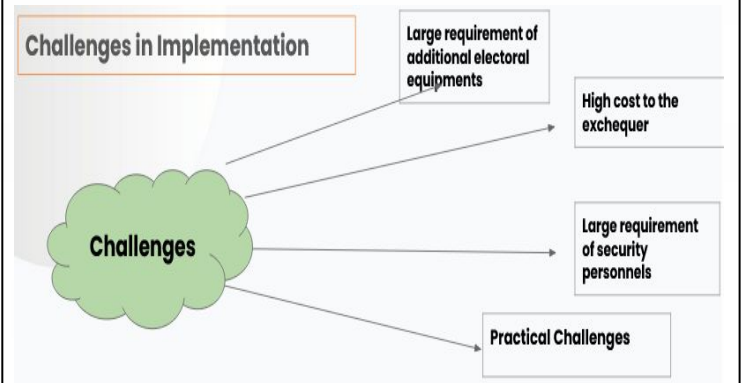 Challenges in Implementation
Large requirement of
additional electoral
equipments
High cost to the
exchequer
Challenges
Large requirement
of security
personnels
Practical Challenges